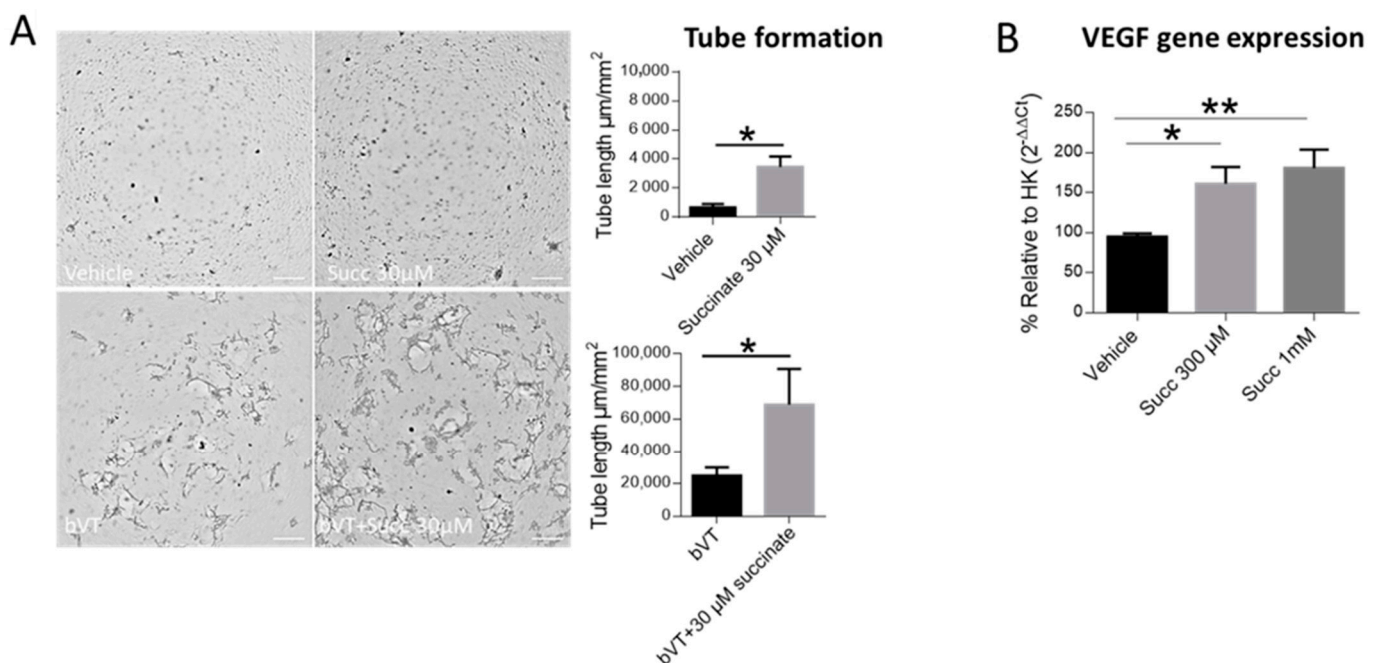 A
Vehicle
Succ 30µM
bVT
bVT+Succ 30µM
Tube formation
Tube length µm/mm²
10,000
8 000
6 000
4 000
2 000
0
*
Vehicle
Succinate 30 µM
Tube length µm/mm²
100,000
80,000
60,000
40,000
20,000
0
*
bVT
bVT+30 µM succinate
B
VEGF gene expression
% Relative to HK (2-ΔΔCt)
250
200
150
100
50
0
**
*
Vehicle
Succ 300 µM
Succ 1mM